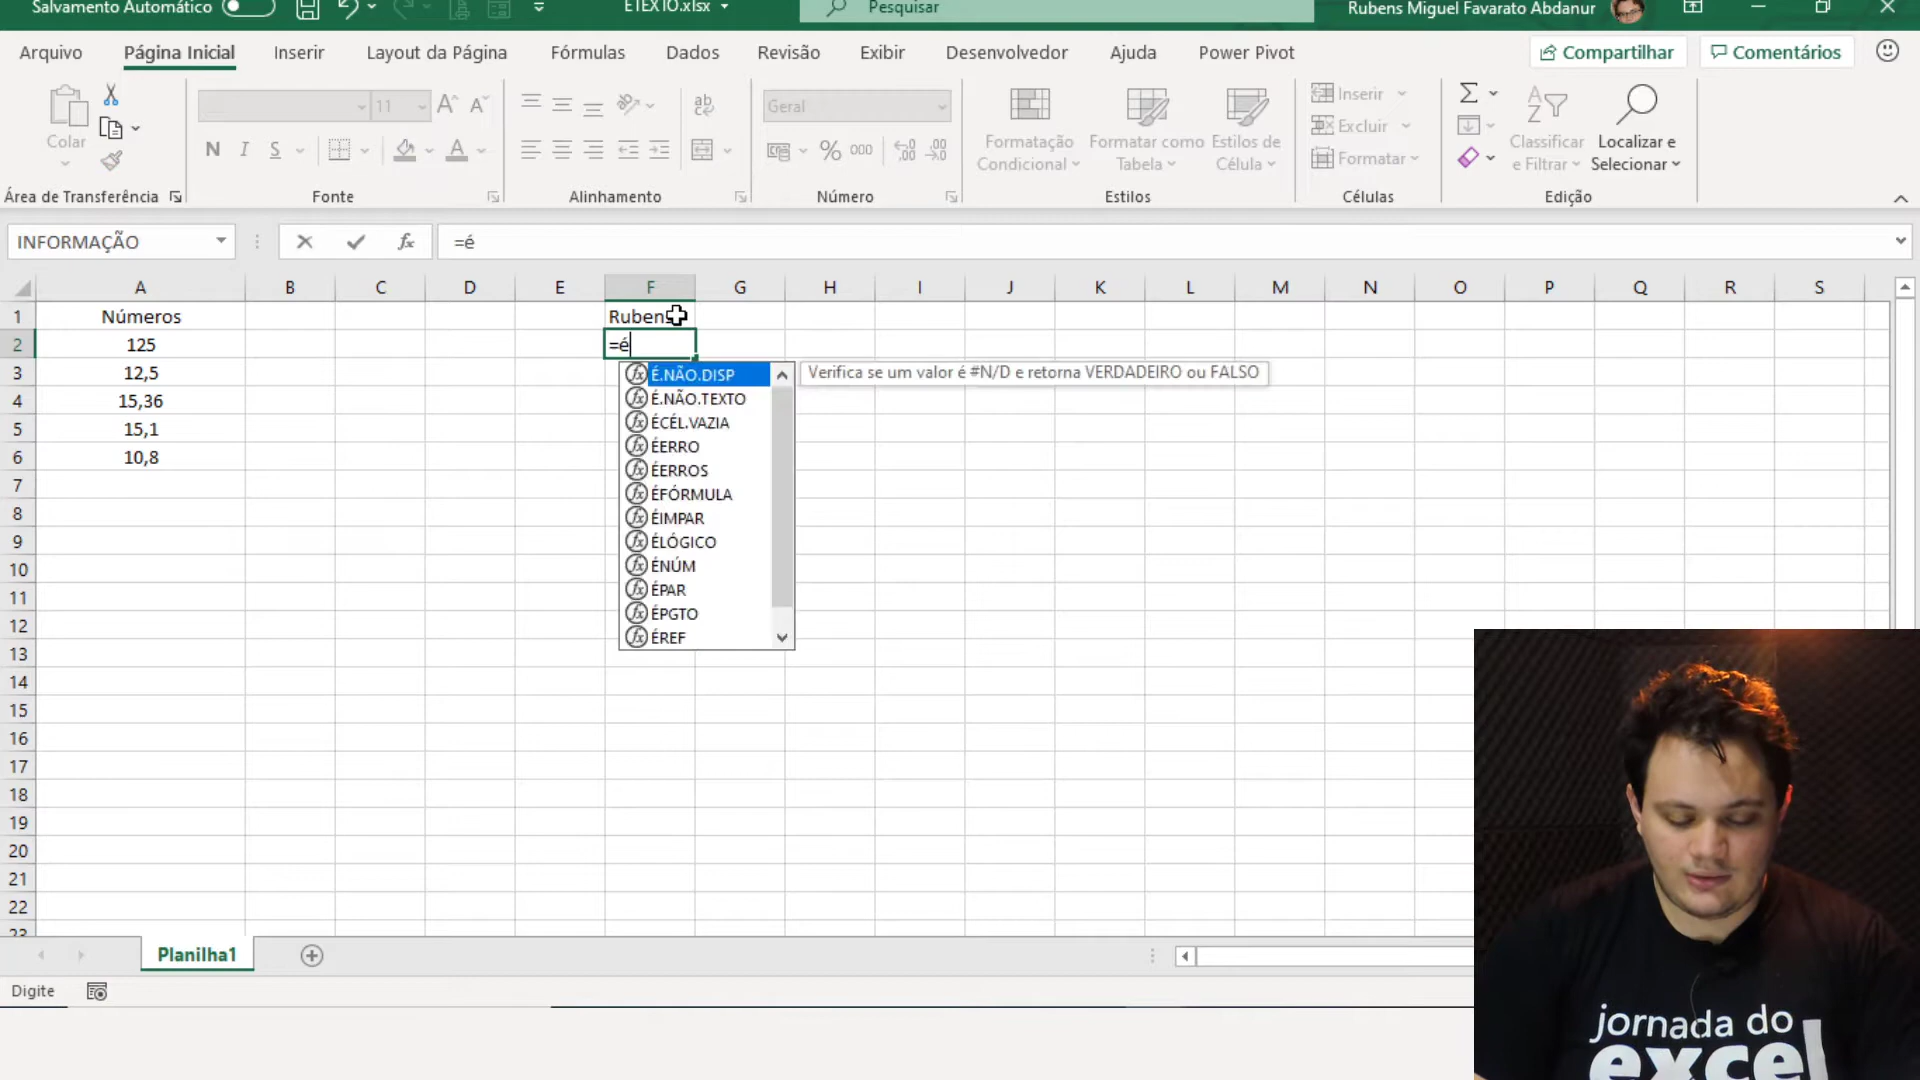 Salvamento Automático
ETEXTO.xlsx
Pesquisar
Rubens Miguel Favarato Abdanur
Arquivo Página Inicial Inserir Layout da Página Fórmulas Dados Revisão Exibir Desenvolvedor Ajuda Power Pivot
Compartilhar Comentários
Colar
11
N I S
ab
Geral
% 000
Formatação Condicional
Formatar como Tabela
Estilos de Célula
Inserir
Excluir
Formatar
Classificar e Filtrar
Localizar e Selecionar
Área de Transferência Fonte Alinhamento Número Estilos Células Edição
INFORMAÇÃO fx =é
A B C D E F G H I J K L M N O P Q R S
1 Números Rubens
2 125 =é
3 12,5
4 15,36
5 15,1
6 10,8
7
8
9
10
11
12
13
14
15
16
17
18
19
20
21
22
23
É.NÃO.DISP Verifica se um valor é #N/D e retorna VERDADEIRO ou FALSO
É.NÃO.TEXTO
ÉCÉL.VAZIA
ÉERRO
ÉERROS
ÉFÓRMULA
ÉIMPAR
ÉLÓGICO
ÉNÚM
ÉPAR
ÉPGTO
ÉREF
Planilha1
Digite
jornada do
excel